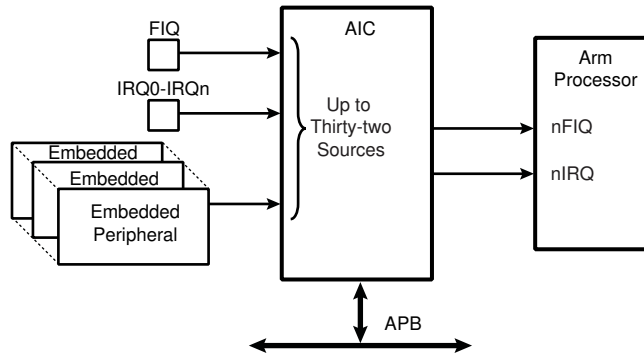 FIQ
IRQ0-IRQn
Embedded
Embedded
Embedded
Peripheral
AIC
Up to
Thirty-two
Sources
Arm
Processor
nFIQ
nIRQ
APB